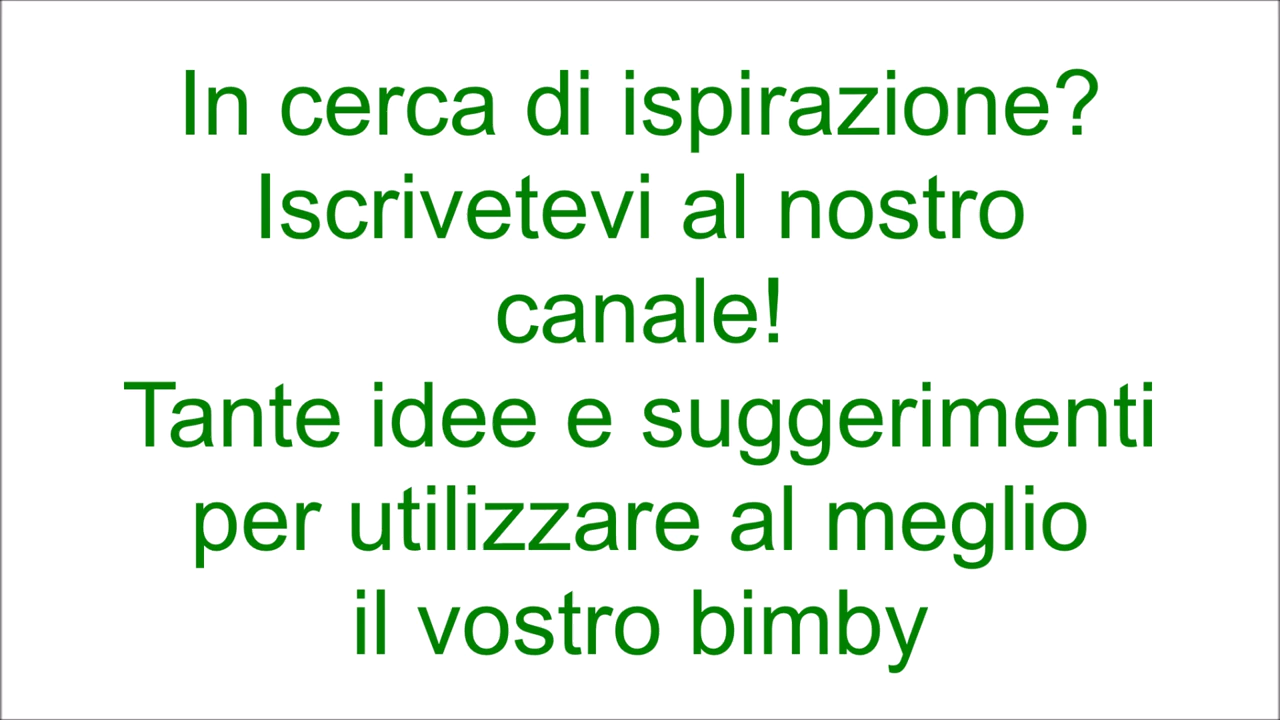 In cerca di ispirazione?
Iscrivetevi al nostro
canale!
Tante idee e suggerimenti
per utilizzare al meglio
il vostro bimby